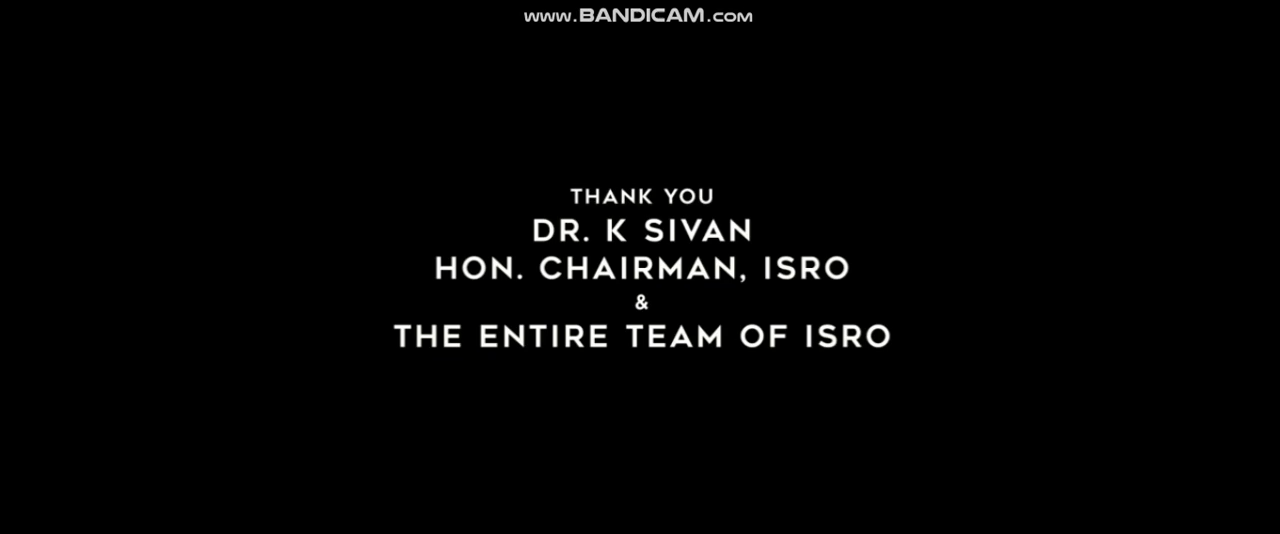 www.BANDICAM.com
THANK YOU
DR. K SIVAN
HON. CHAIRMAN, ISRO
&
THE ENTIRE TEAM OF ISRO